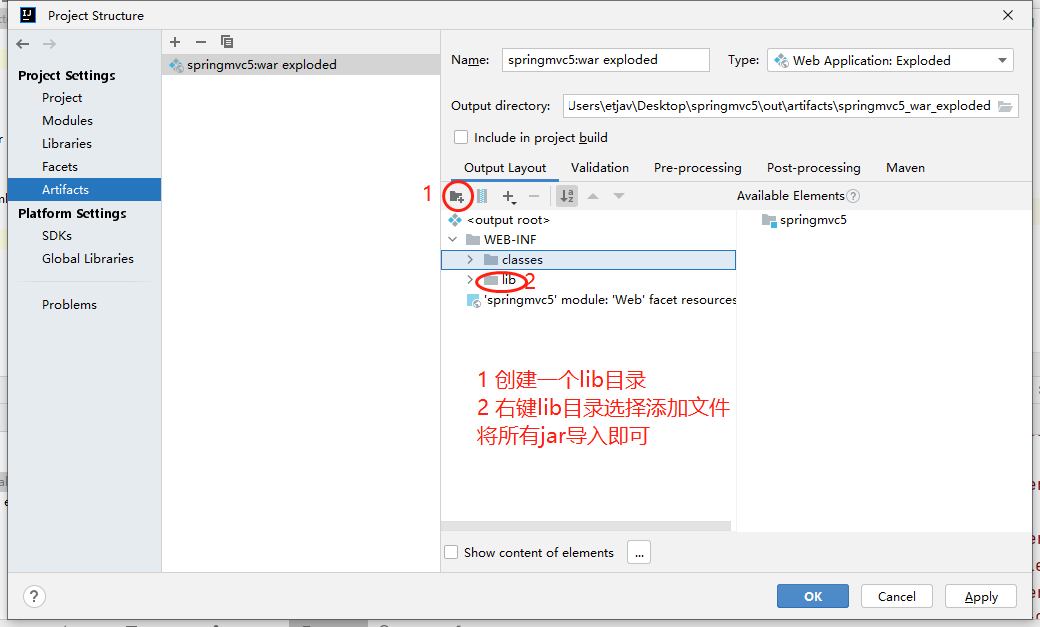 Project Structure
Project Settings
Project
Modules
Libraries
Facets
Artifacts
Platform Settings
SDKs
Global Libraries
Problems
springmvc5:war exploded
Name: springmvc5:war exploded Type: Web Application: Exploded
Output directory: Users\etjav\Desktop\springmvc5\out\artifacts\springmvc5_war_exploded
Include in project build
Output Layout Validation Pre-processing Post-processing Maven
1
Available Elements ?
<output root>
springmvc5
WEB-INF
classes
lib 2
'springmvc5' module: 'Web' facet resources
1 创建一个lib目录
2 右键lib目录选择添加文件
将所有jar导入即可
Show content of elements ...
? OK Cancel Apply